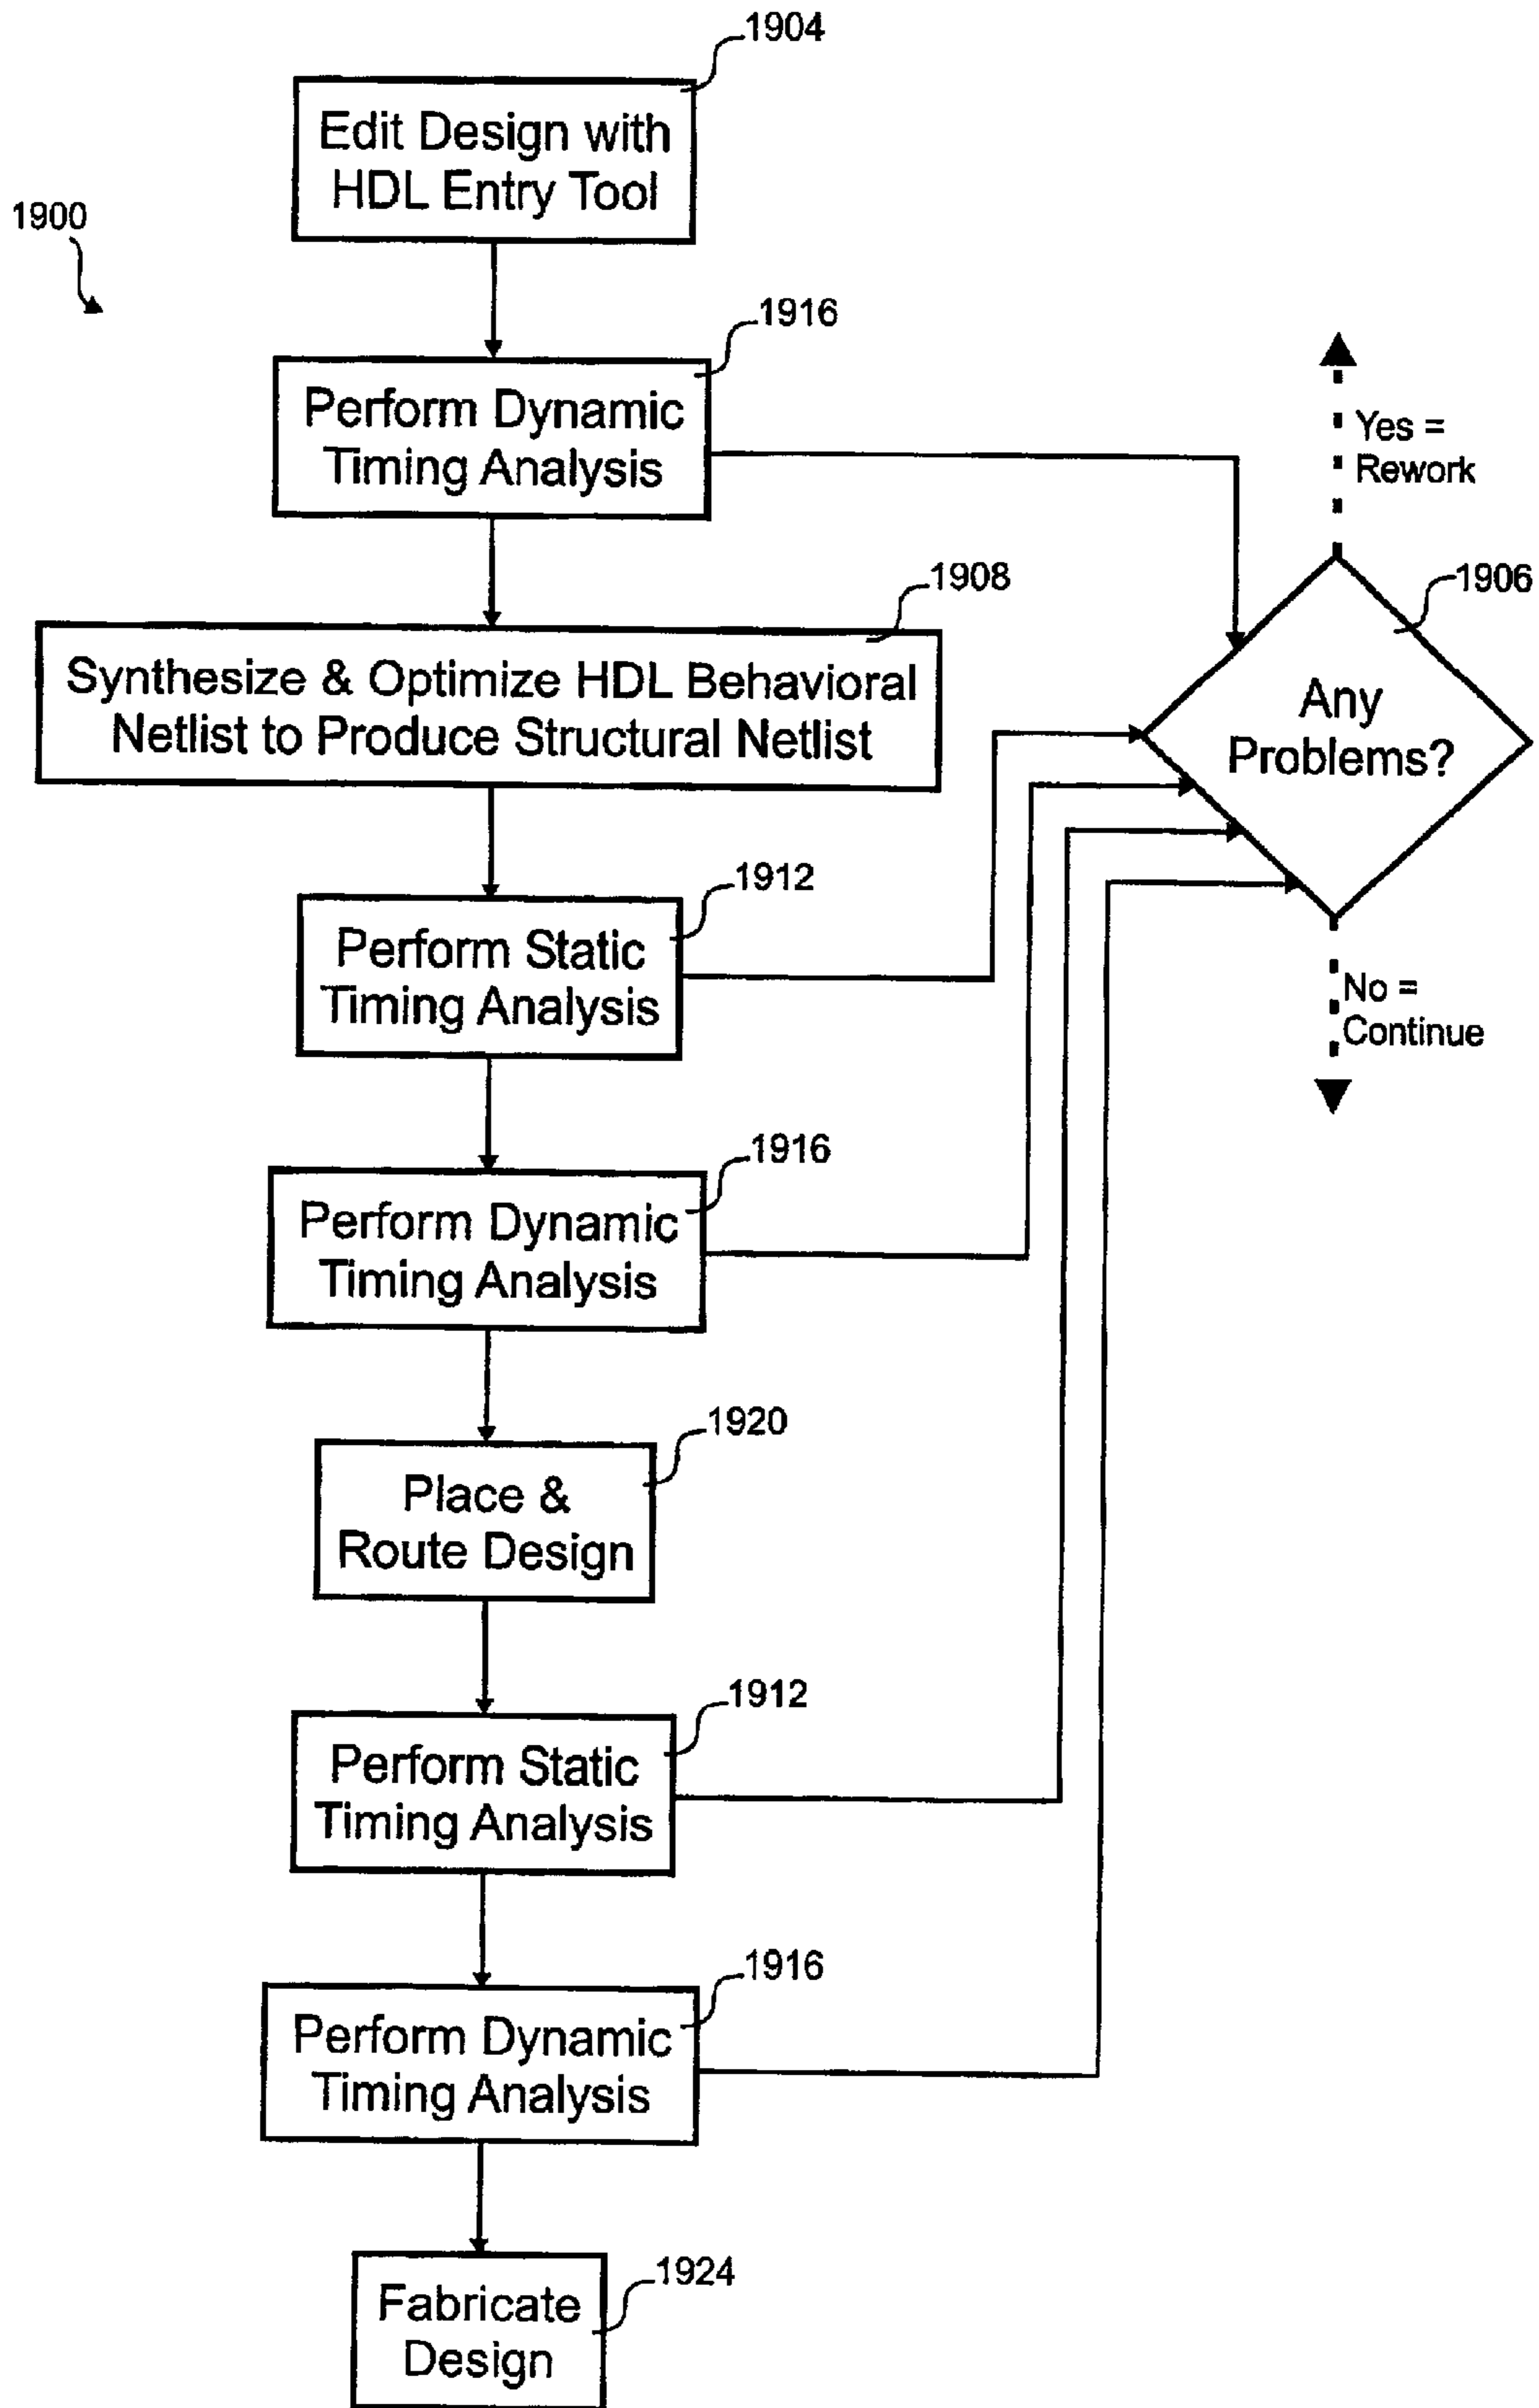 1904
Edit Design with
HDL Entry Tool
1900
1916
Perform Dynamic
Timing Analysis
Yes =
Rework
1908
1906
Synthesize & Optimize HDL Behavioral
Netlist to Produce Structural Netlist
Any
Problems?
1912
Perform Static
Timing Analysis
No =
Continue
1916
Perform Dynamic
Timing Analysis
1920
Place &
Route Design
1912
Perform Static
Timing Analysis
1916
Perform Dynamic
Timing Analysis
1924
Fabricate
Design